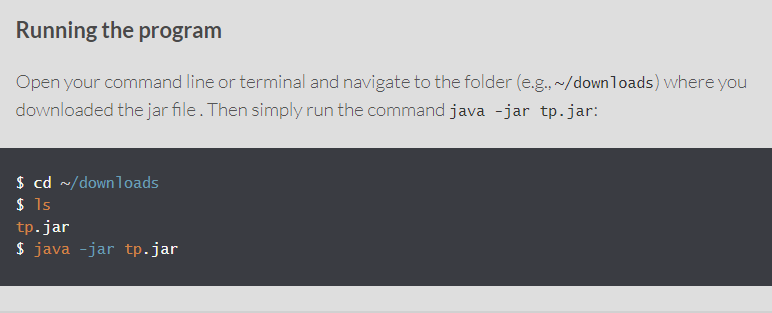 Running the program
Open your command line or terminal and navigate to the folder (e.g., ~/downloads) where you
downloaded the jar file . Then simply run the command java -jar tp.jar:
$ cd ~/downloads
$ ls
tp.jar
$ java -jar tp.jar